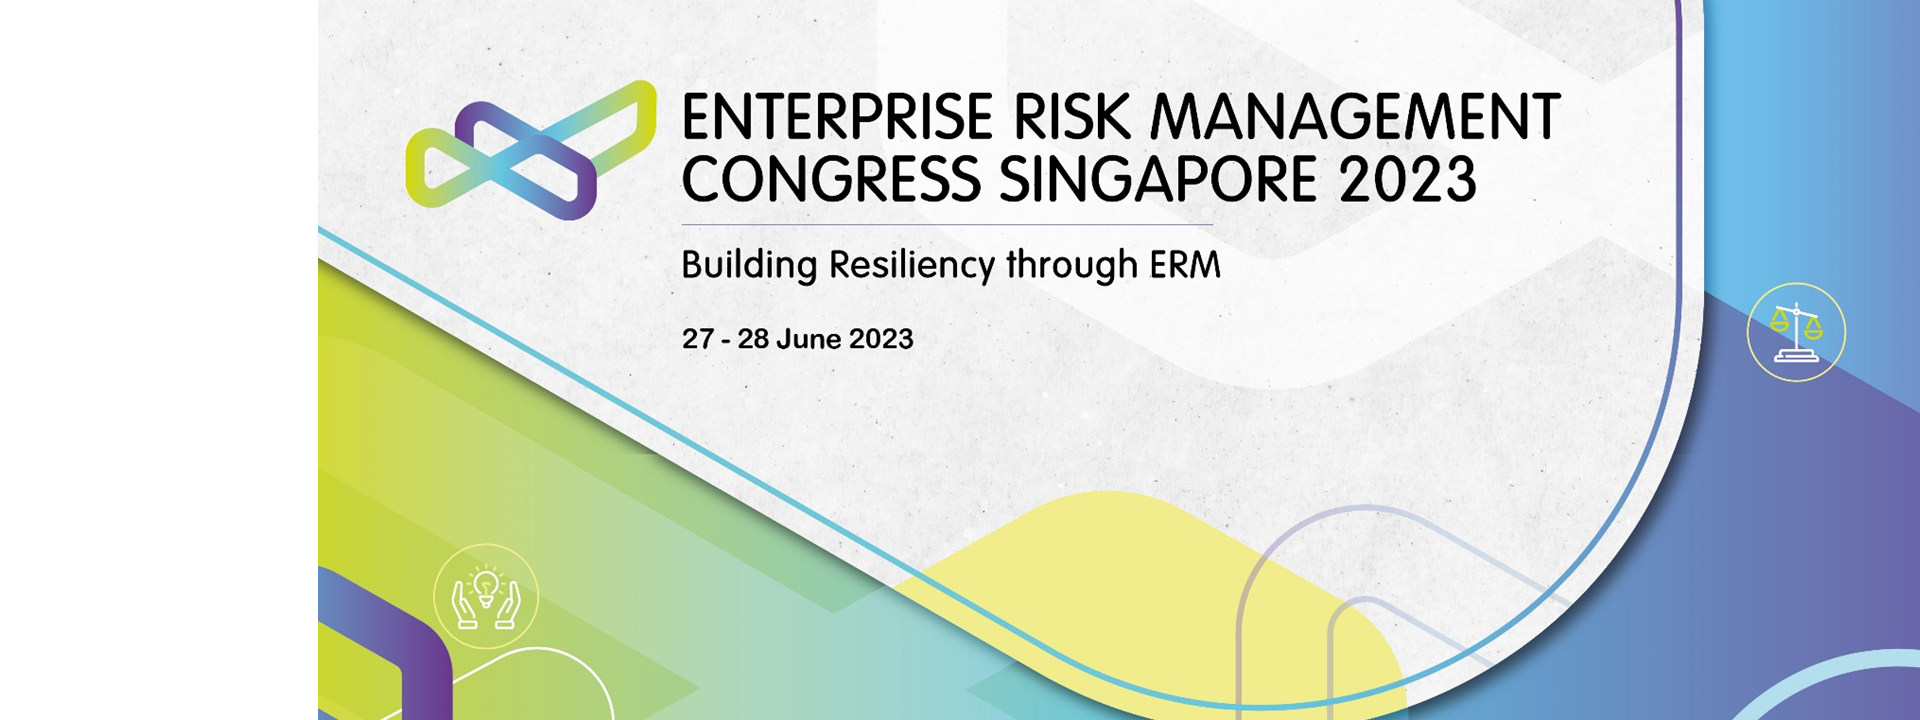 ENTERPRISE RISK MANAGEMENT
CONGRESS SINGAPORE 2023
Building Resiliency through ERM
27 - 28 June 2023